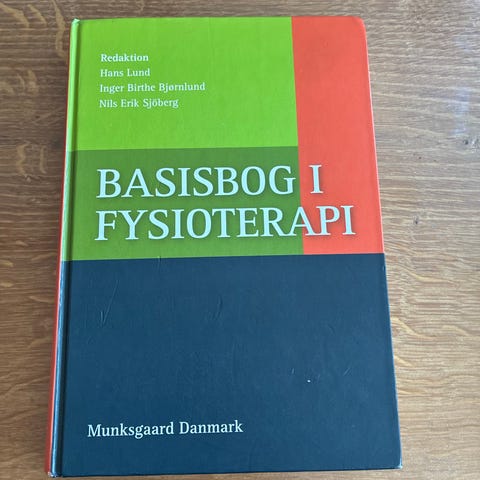 Redaktion
Hans Lund
Inger Birthe Bjørnlund
Nils Erik Sjöberg
BASISBOG I
FYSIOTERAPI
Munksgaard Danmark